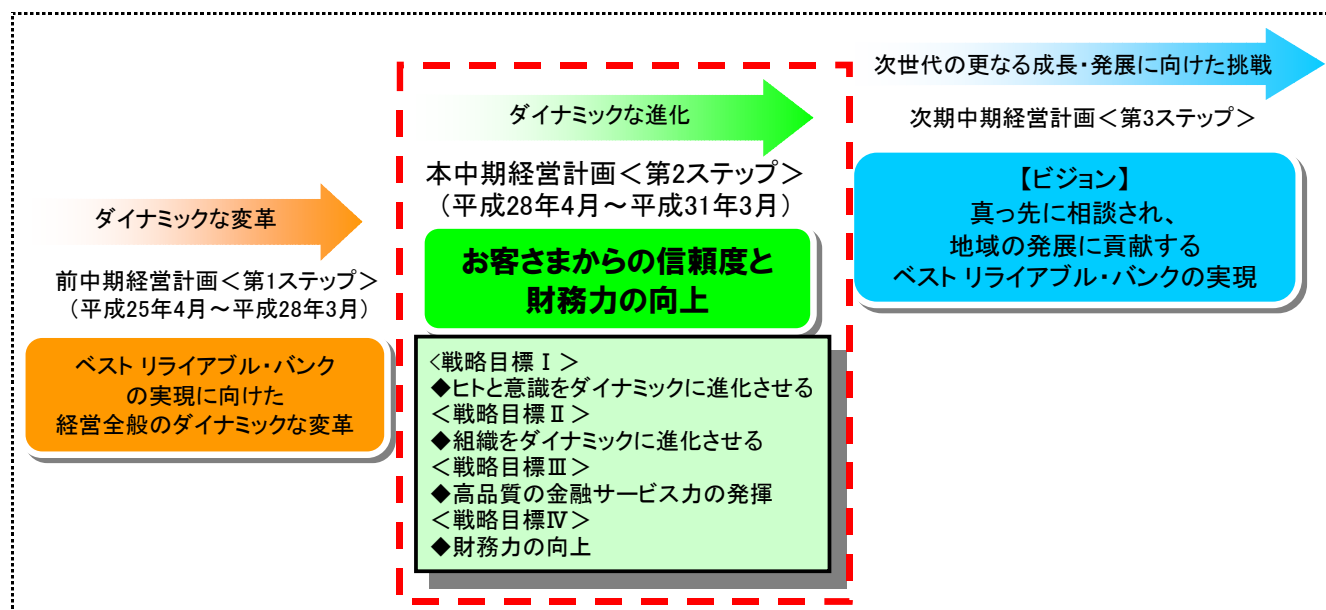 ダイナミックな変革
前中期経営計画<第1ステップ>
(平成25年4月~平成28年3月)
ベスト リライアブル・バンク
の実現に向けた
経営全般のダイナミックな変革
ダイナミックな進化
本中期経営計画<第2ステップ>
(平成28年4月~平成31年3月)
お客さまからの信頼度と
財務力の向上
<戦略目標Ⅰ>
◆ヒトと意識をダイナミックに進化させる
<戦略目標Ⅱ>
◆組織をダイナミックに進化させる
<戦略目標Ⅲ>
◆高品質の金融サービス力の発揮
<戦略目標Ⅳ>
◆財務力の向上
次世代の更なる成長・発展に向けた挑戦
次期中期経営計画<第3ステップ>
【ビジョン】
真っ先に相談され、
地域の発展に貢献する
ベスト リライアブル・バンクの実現